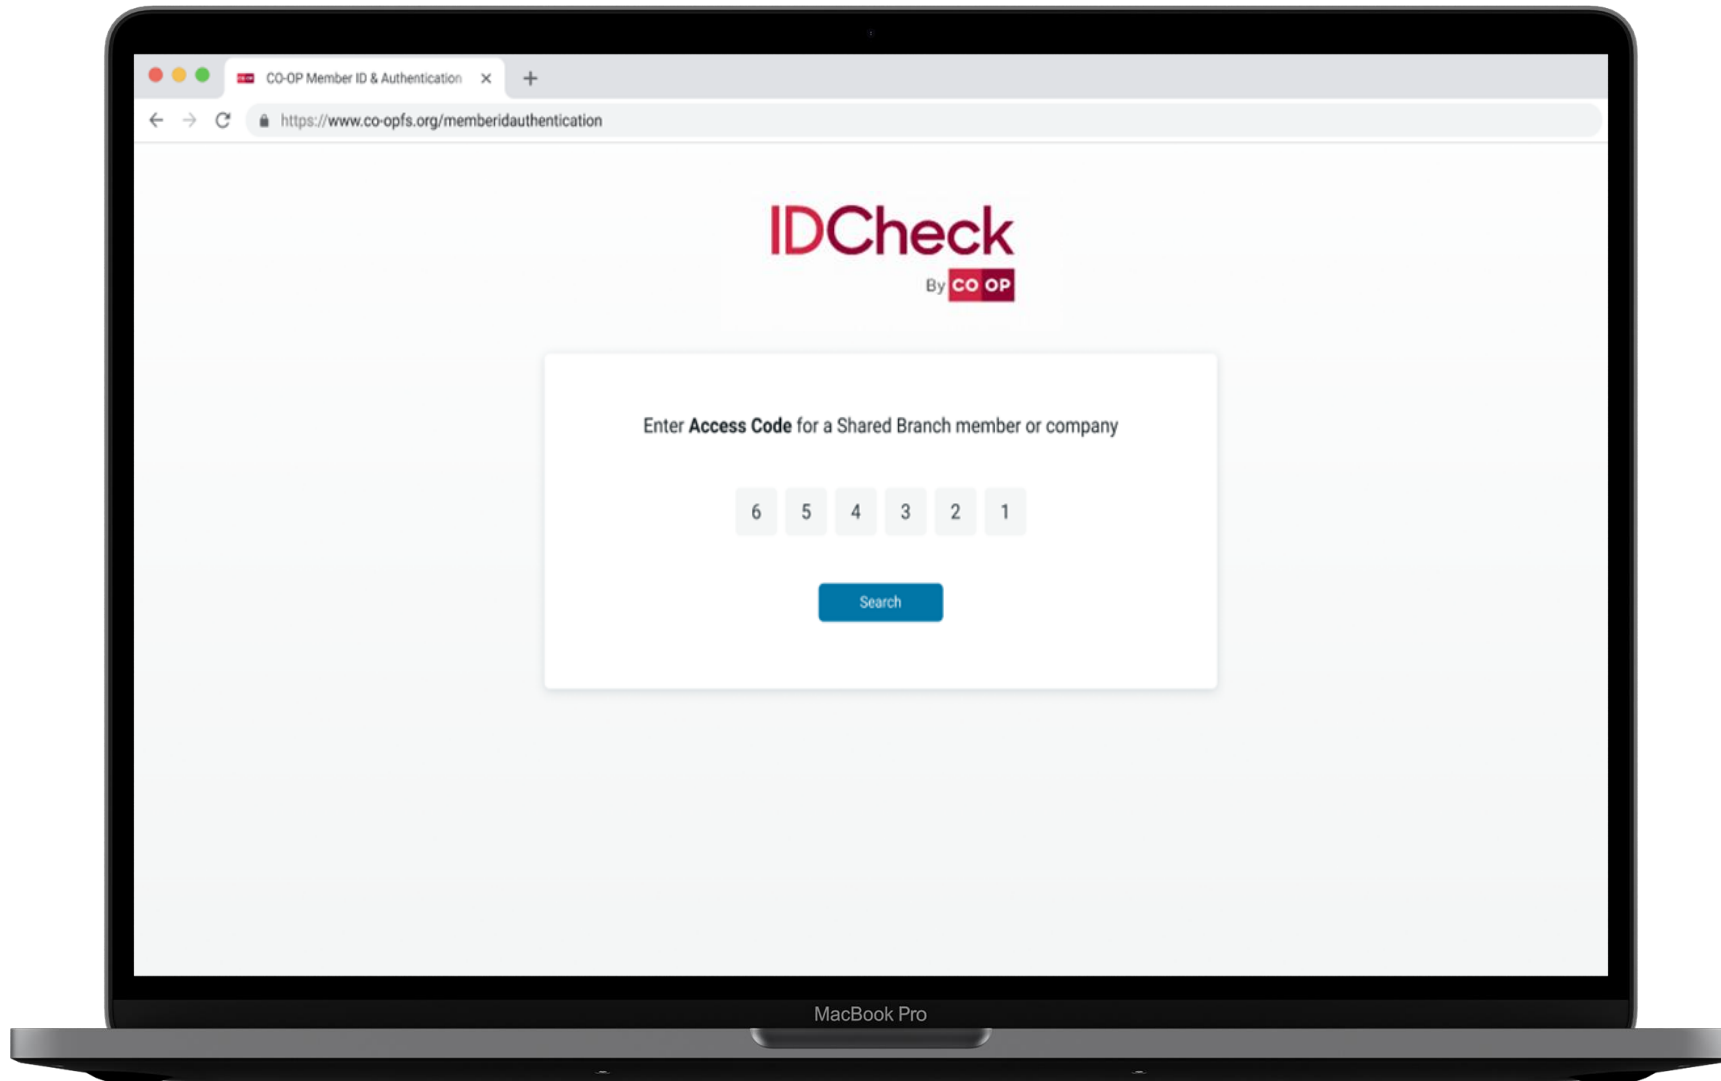 CO-OP Member ID & Authentication
https://www.co-opfs.org/memberidauthentication
IDCheck
By CO OP
Enter Access Code for a Shared Branch member or company
6 5 4 3 2 1
Search
MacBook Pro